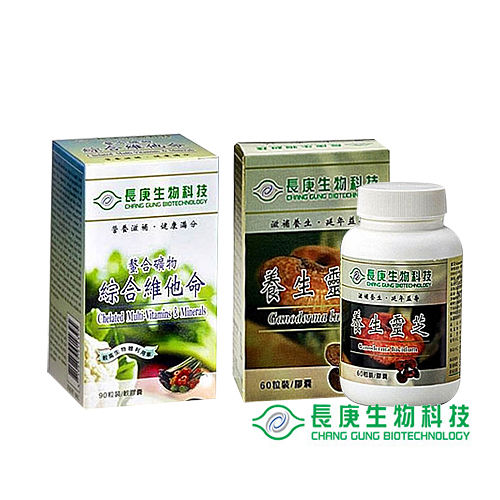 長庚生物科技
CHANG GUNG BIOTECHNOLOGY
營養滋補・健康滿分
螯合礦物
綜合維他命
Chelated Multi-Vitamins & Minerals
90粒裝/軟膠囊
長庚生物科技
CHANG GUNG BIOTECHNOLOGY
滋補養生・延年益
養生靈
Ganoderma lu
60粒裝/膠囊
長庚生物科技
CHANG GUNG BIOTECHNOLOGY
滋補養生・延年益壽
養生靈芝
Ganoderma lucidum
60粒裝/膠囊
長庚生物科技
CHANG GUNG BIOTECHNOLOGY